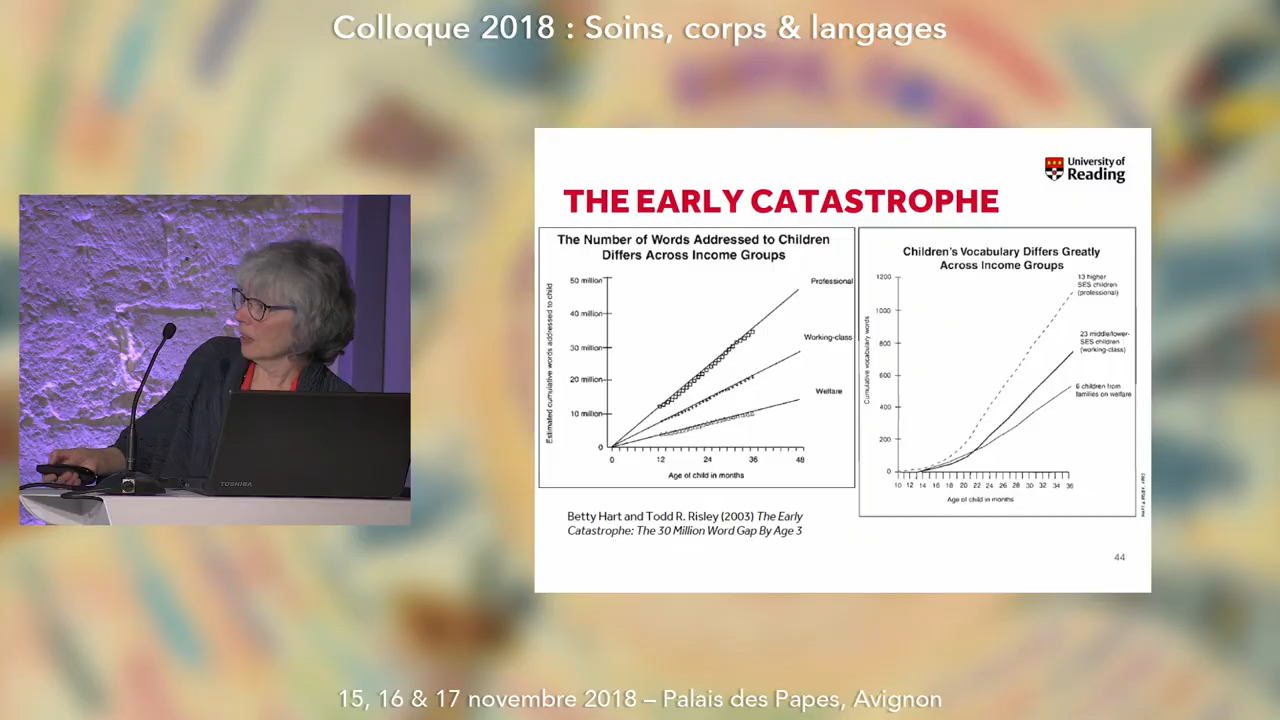 Colloque 2018 : Soins, corps & langages
University of
Reading
THE EARLY CATASTROPHE
The Number of Words Addressed to Children
Differs Across Income Groups
Estimated cumulative words addressed to child
50 million
40 million
30 million
20 million
10 million
0
Professional
Working-class
Welfare
0 12 24 36 48
Age of child in months
Children's Vocabulary Differs Greatly
Across Income Groups
Cumulative vocabulary words
1200
1000
800
600
400
200
0
13 higher
SES children
(professional)
23 middle/lower-
SES children
(working-class)
6 children from
families on welfare
10 12 14 16 18 20 22 24 26 28 30 32 34 36
Age of child in months
Betty Hart and Todd R. Risley (2003) The Early
Catastrophe: The 30 Million Word Gap By Age 3
44
TOSHIBA
15, 16 & 17 novembre 2018 – Palais des Papes, Avignon